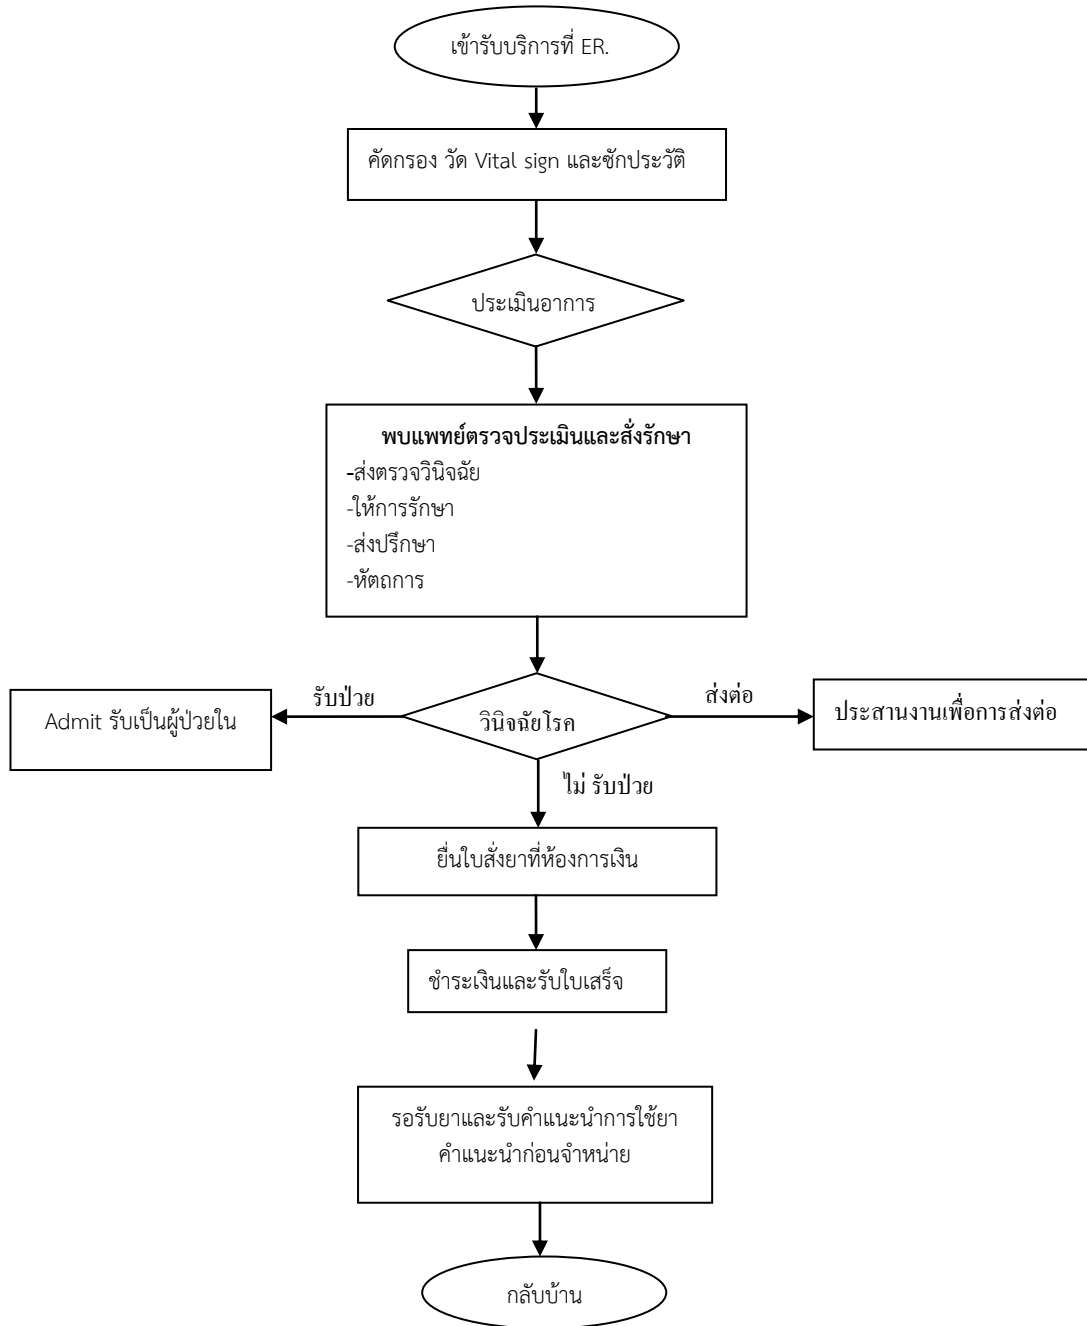 เข้ารับบริการที่ ER.
คัดกรอง วัด Vital sign และซักประวัติ
ประเมินอาการ
พบแพทย์ตรวจประเมินและสั่งรักษา
-ส่งตรวจวินิจฉัย
-ให้การรักษา
-ส่งปรึกษา
-หัตถการ
รับป่วย
ส่งต่อ
Admit รับเป็นผู้ป่วยใน
วินิจฉัยโรค
ประสานงานเพื่อการส่งต่อ
ไม่ รับป่วย
ยื่นใบสั่งยาที่ห้องการเงิน
ชำระเงินและรับใบเสร็จ
รอรับยาและรับคำแนะนำการใช้ยา
คำแนะนำก่อนจำหน่าย
กลับบ้าน